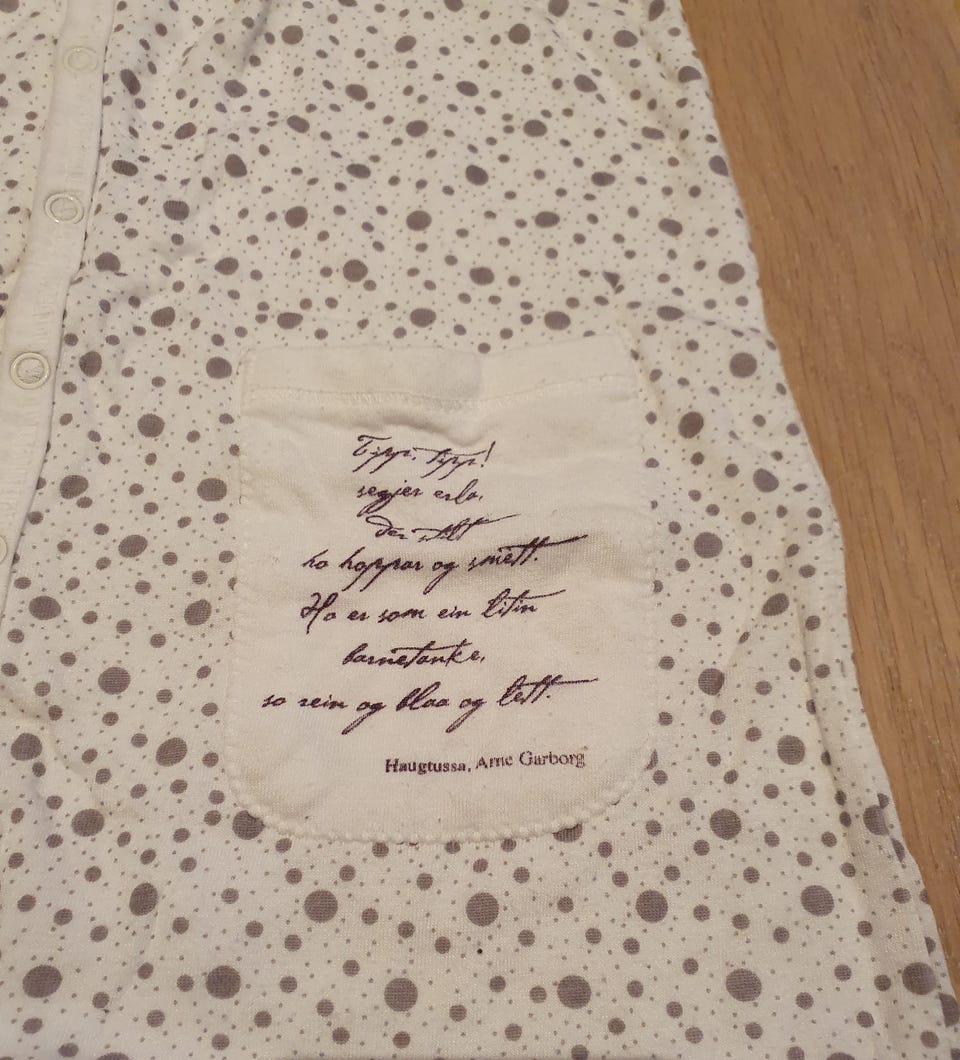 Tipp, tipp!
segjer erla,
der
ho hoppar og smett.
Ho er som ein litin
barnetanke,
so rein og blaa og lett.
Haugtussa, Arne Garborg